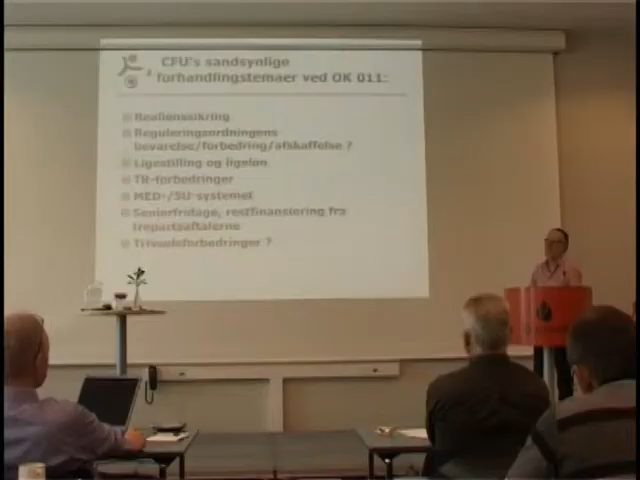 CFU's sandsynlige
forhandlingstemaer ved OK 011:
Reallønssikring
Reguleringsordningens
bevarelse/forbedring/afskaffelse ?
Ligestilling og ligeløn
TR-forbedringer
MED-/SU-systemet
Seniorfridage, restfinansiering fra
trepartsaftalerne
Trivselsforbedringer ?